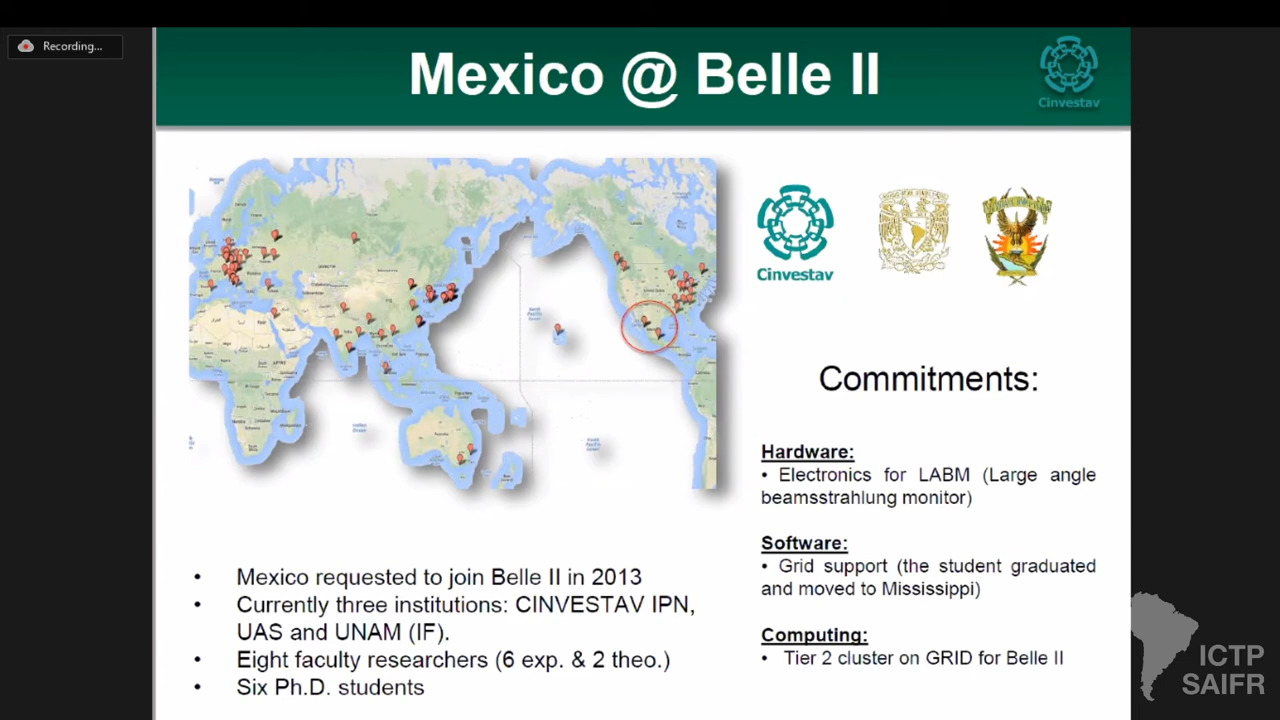 Recording...
Mexico @ Belle II
Cinvestav
Cinvestav
Commitments:
Hardware:
• Electronics for LABM (Large angle
beamsstrahlung monitor)
Software:
• Grid support (the student graduated
and moved to Mississippi)
Computing:
• Tier 2 cluster on GRID for Belle II
• Mexico requested to join Belle II in 2013
• Currently three institutions: CINVESTAV IPN,
UAS and UNAM (IF).
• Eight faculty researchers (6 exp. & 2 theo.)
• Six Ph.D. students
ICTP
SAIFR